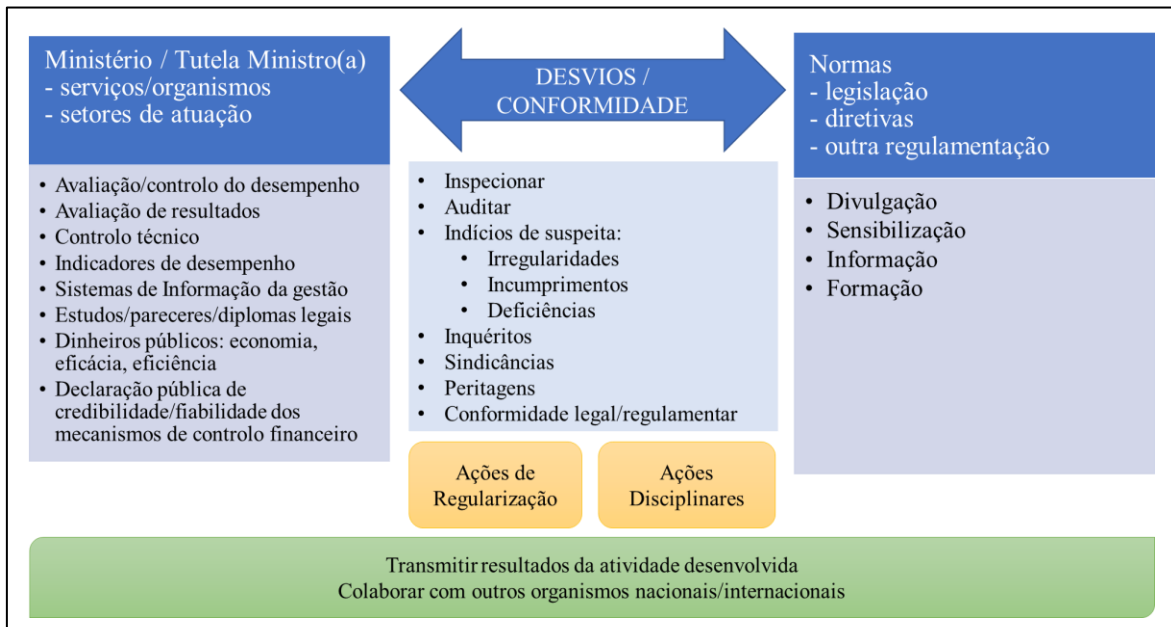 Ministério / Tutela Ministro(a)
- serviços/organismos
- setores de atuação
• Avaliação/controlo do desempenho
• Avaliação de resultados
• Controlo técnico
• Indicadores de desempenho
• Sistemas de Informação da gestão
• Estudos/pareceres/diplomas legais
• Dinheiros públicos: economia,
eficácia, eficiência
• Declaração pública de
credibilidade/fiabilidade dos
mecanismos de controlo financeiro
DESVIOS /
CONFORMIDADE
• Inspecionar
• Auditar
• Indícios de suspeita:
• Irregularidades
• Incumprimentos
• Deficiências
• Inquéritos
• Sindicâncias
• Peritagens
• Conformidade legal/regulamentar
Ações de
Regularização
Ações
Disciplinares
Normas
- legislação
- diretivas
- outra regulamentação
• Divulgação
• Sensibilização
• Informação
• Formação
Transmitir resultados da atividade desenvolvida
Colaborar com outros organismos nacionais/internacionais